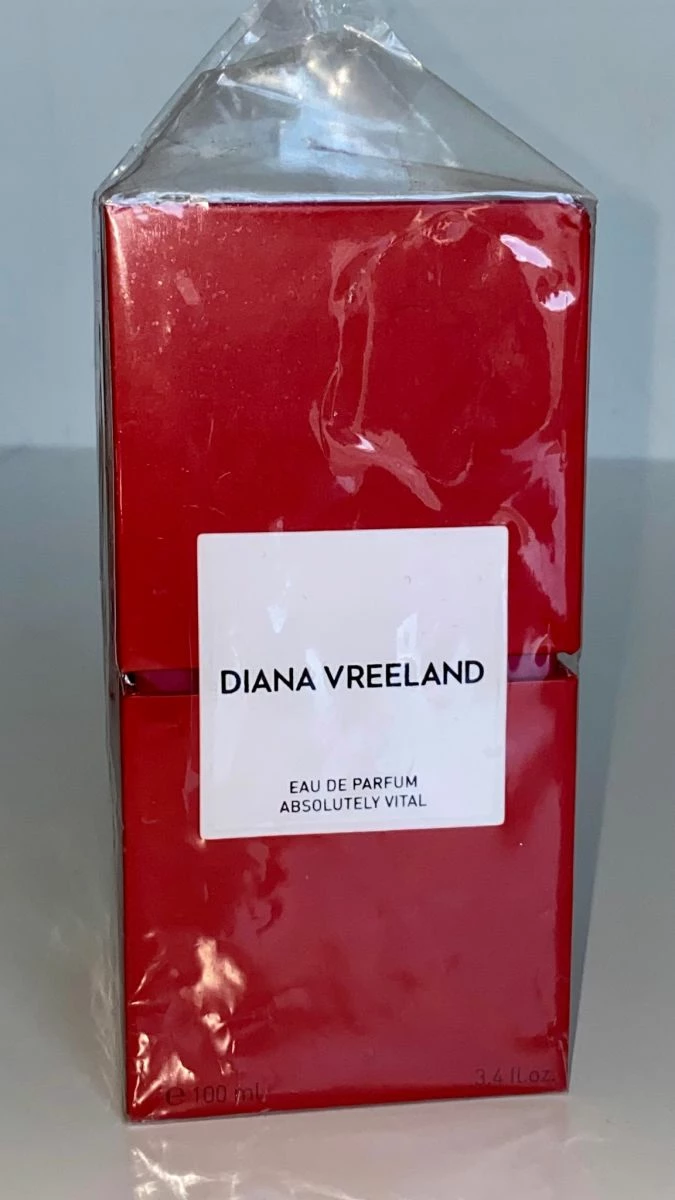 DIANA VREELAND
EAU DE PARFUM
ABSOLUTELY VITAL
℮ 100 ml
3.4 fl.oz.